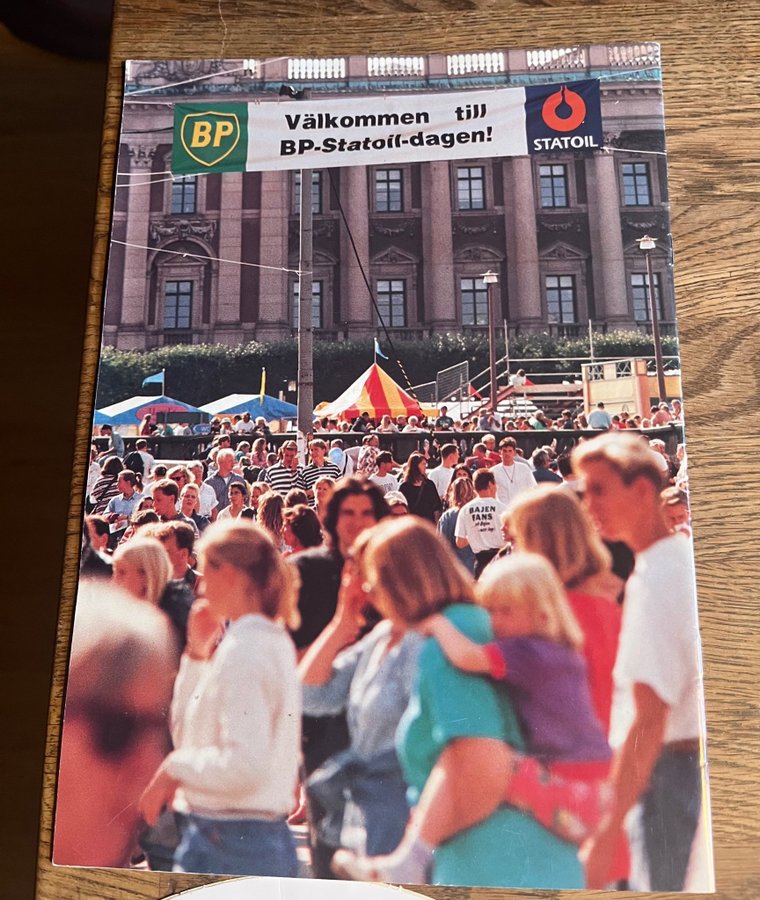 BP
Välkommen till
BP-Statoil-dagen!
STATOIL
BAJEN
FANS